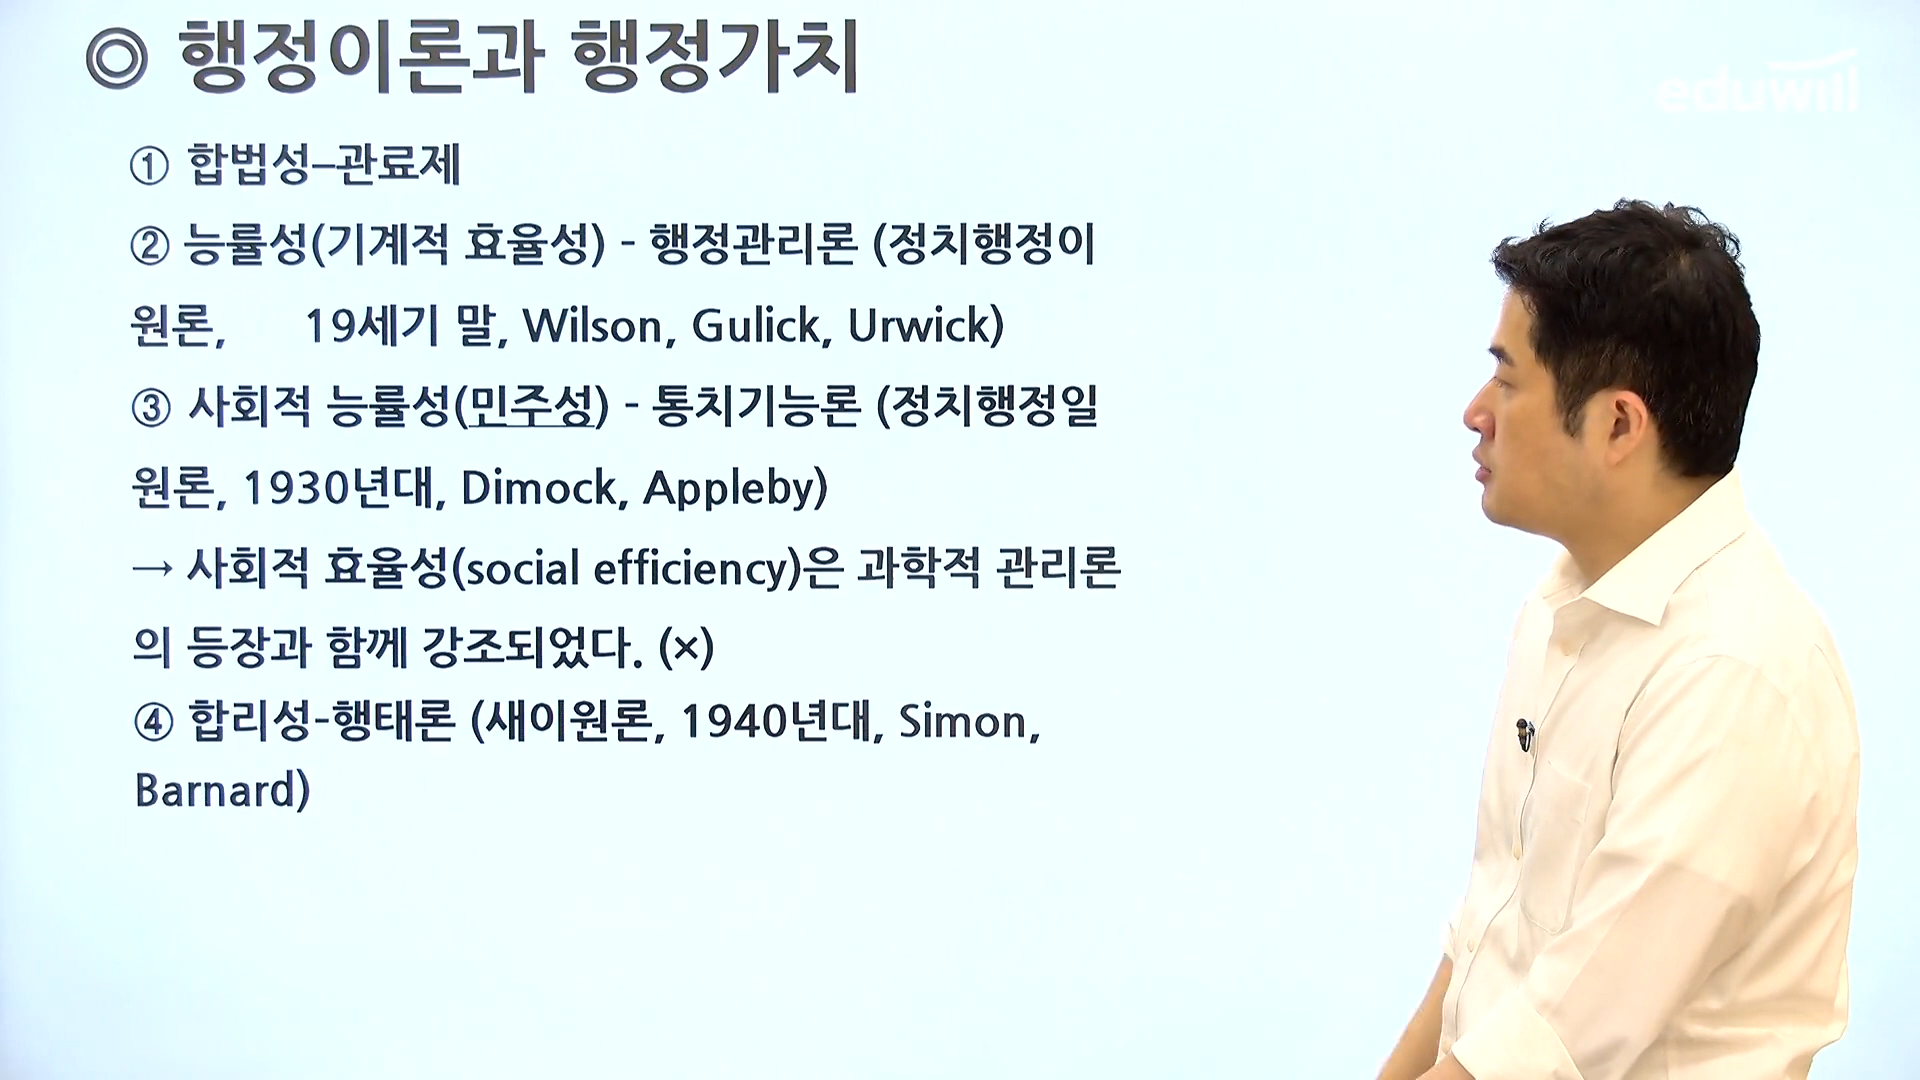 ◎ 행정이론과 행정가치
eduwill
① 합법성–관료제
② 능률성(기계적 효율성) - 행정관리론 (정치행정이
원론, 19세기 말, Wilson, Gulick, Urwick)
③ 사회적 능률성(민주성) - 통치기능론 (정치행정일
원론, 1930년대, Dimock, Appleby)
→ 사회적 효율성(social efficiency)은 과학적 관리론
의 등장과 함께 강조되었다. (×)
④ 합리성-행태론 (새이원론, 1940년대, Simon,
Barnard)